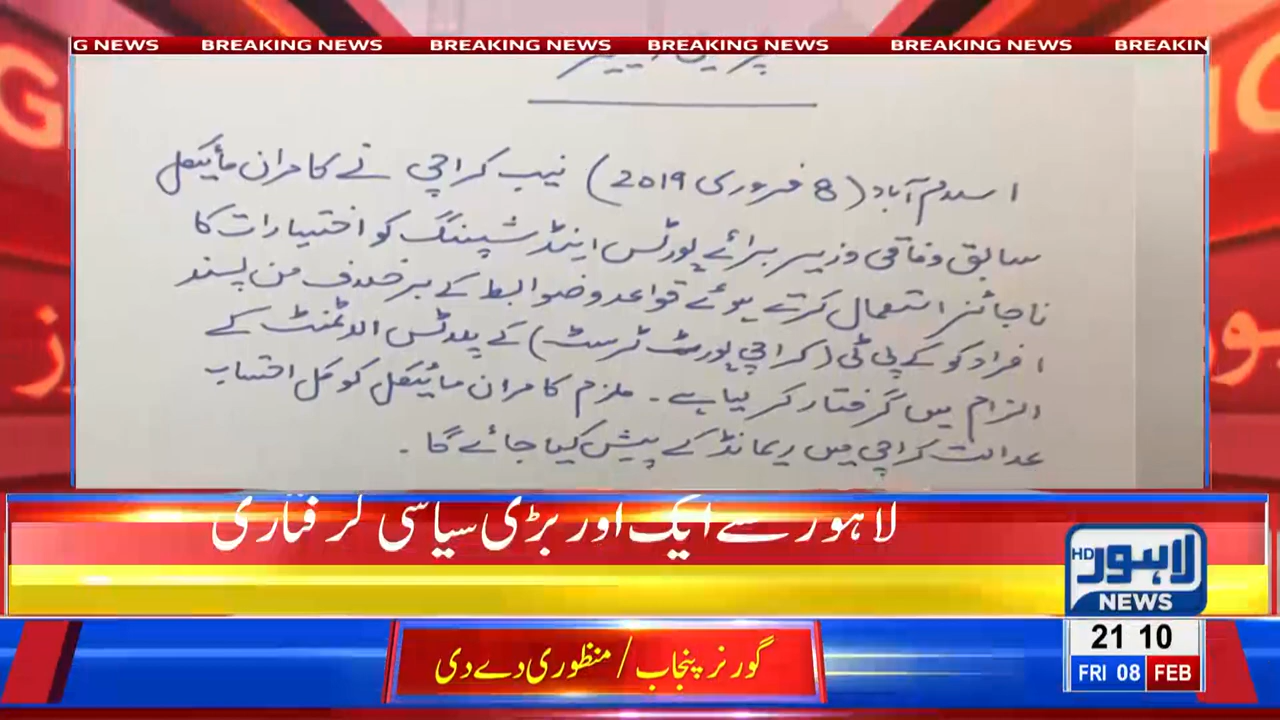 G NEWS BREAKING NEWS BREAKING NEWS BREAKING NEWS BREAKING NEWS BREAKIN
اسلام آباد (8 فروری 2019) نیب کراچی نے کامران مائیکل
سابق وفاقی وزیر برائے پورٹس اینڈ شپنگ کو اختیارات کا
ناجائز استعمال کرتے ہوئے قواعد و ضوابط کے برخلاف من پسند
افراد کو کے پی ٹی (کراچی پورٹ ٹرسٹ) کے پلاٹس الاٹمنٹ کے
الزام میں گرفتار کر لیا ہے۔ ملزم کامران مائیکل کو کل احتساب
عدالت کراچی میں ریمانڈ کے پیش کیا جائے گا۔
لاہور سے ایک اور بڑی سیاسی گرفتاری
HD لاہور
NEWS
21 10
FRI 08 FEB
گورنر پنجاب / منظوری دے دی